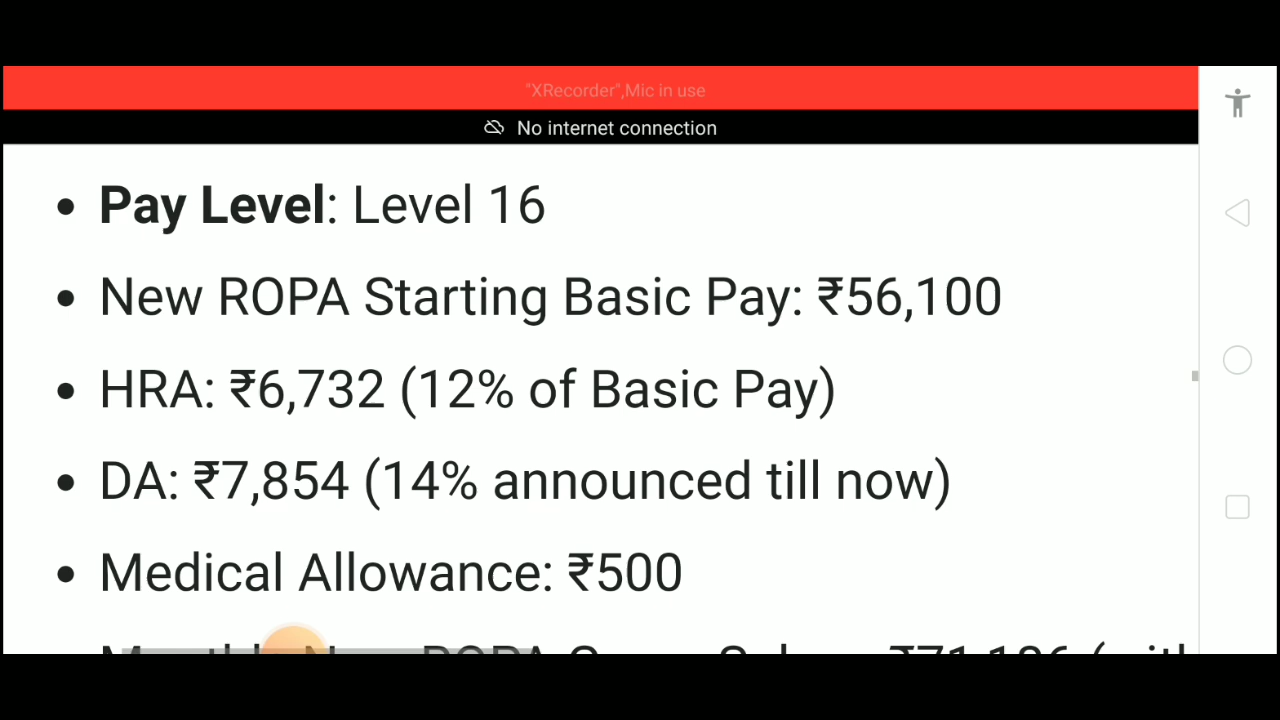 "XRecorder",Mic in use
No internet connection
• Pay Level: Level 16
• New ROPA Starting Basic Pay: ₹56,100
• HRA: ₹6,732 (12% of Basic Pay)
• DA: ₹7,854 (14% announced till now)
• Medical Allowance: ₹500